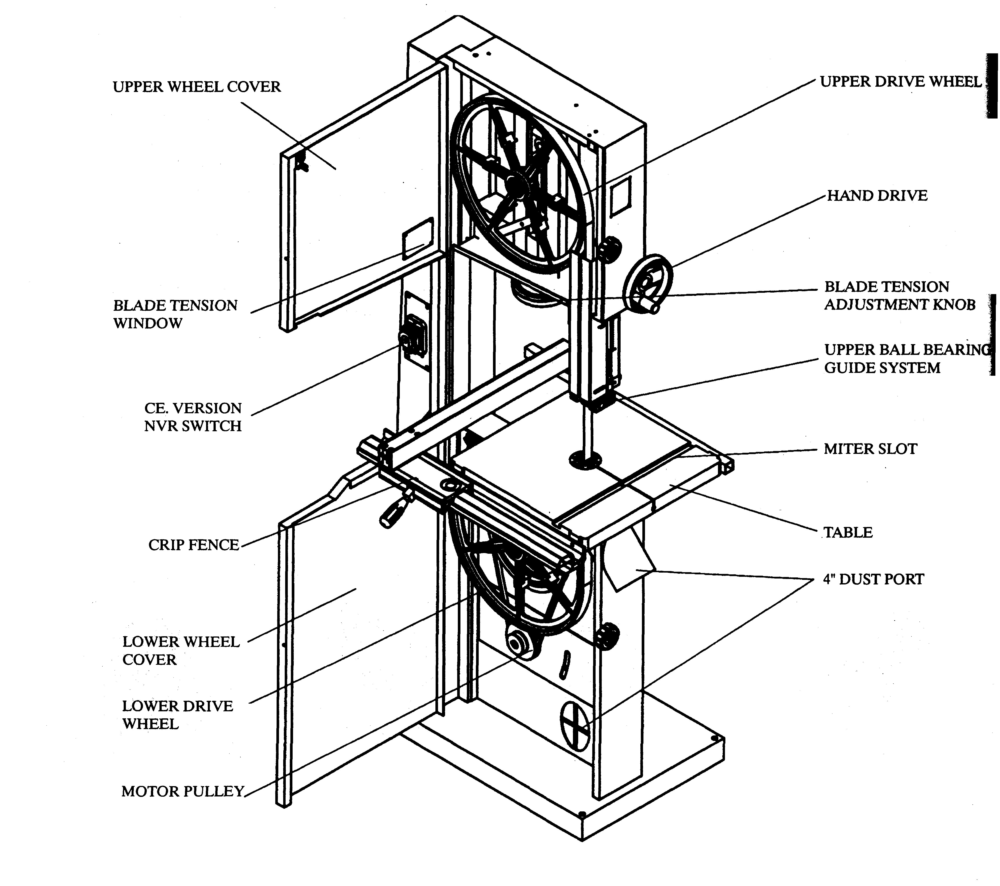 UPPER WHEEL COVER
BLADE TENSION
WINDOW
CE. VERSION
NVR SWITCH
CRIP FENCE
LOWER WHEEL
COVER
LOWER DRIVE
WHEEL
MOTOR PULLEY
UPPER DRIVE WHEEL
HAND DRIVE
BLADE TENSION
ADJUSTMENT KNOB
UPPER BALL BEARING
GUIDE SYSTEM
MITER SLOT
TABLE
4" DUST PORT